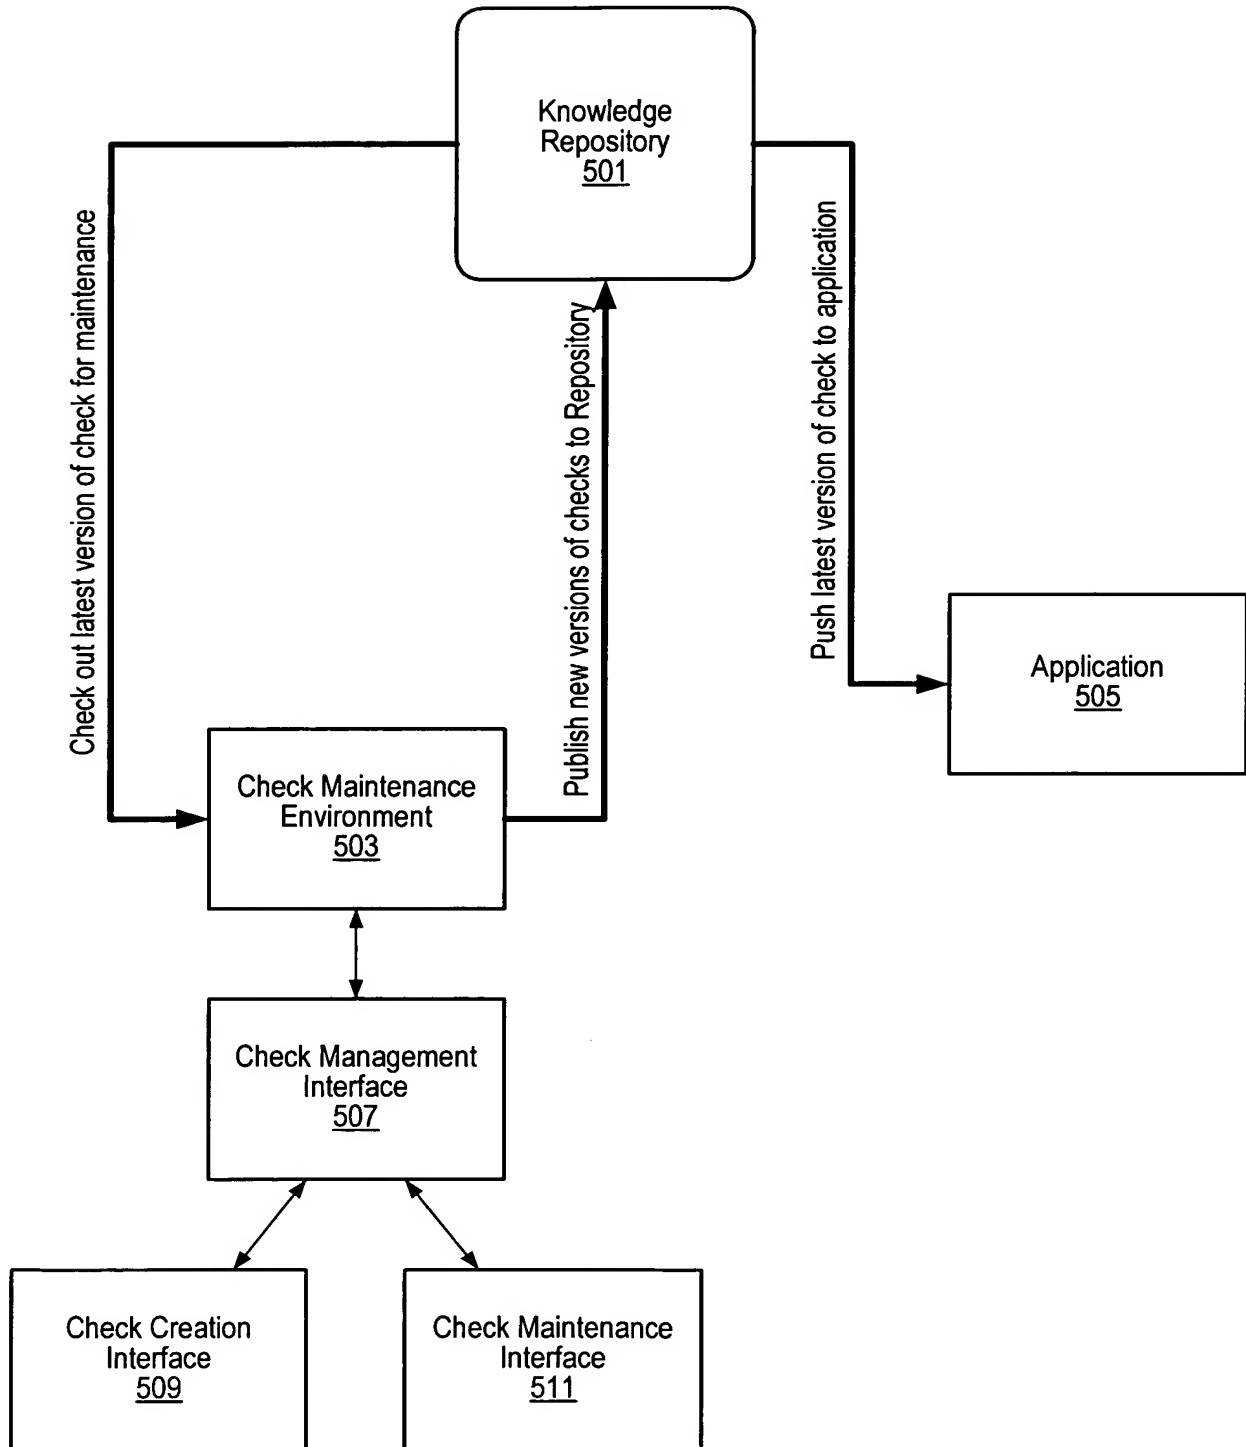 Knowledge
Repository
501
Check out latest version of check for maintenance
Publish new versions of checks to Repository
Push latest version of check to application
Application
505
Check Maintenance
Environment
503
Check Management
Interface
507
Check Creation
Interface
509
Check Maintenance
Interface
511